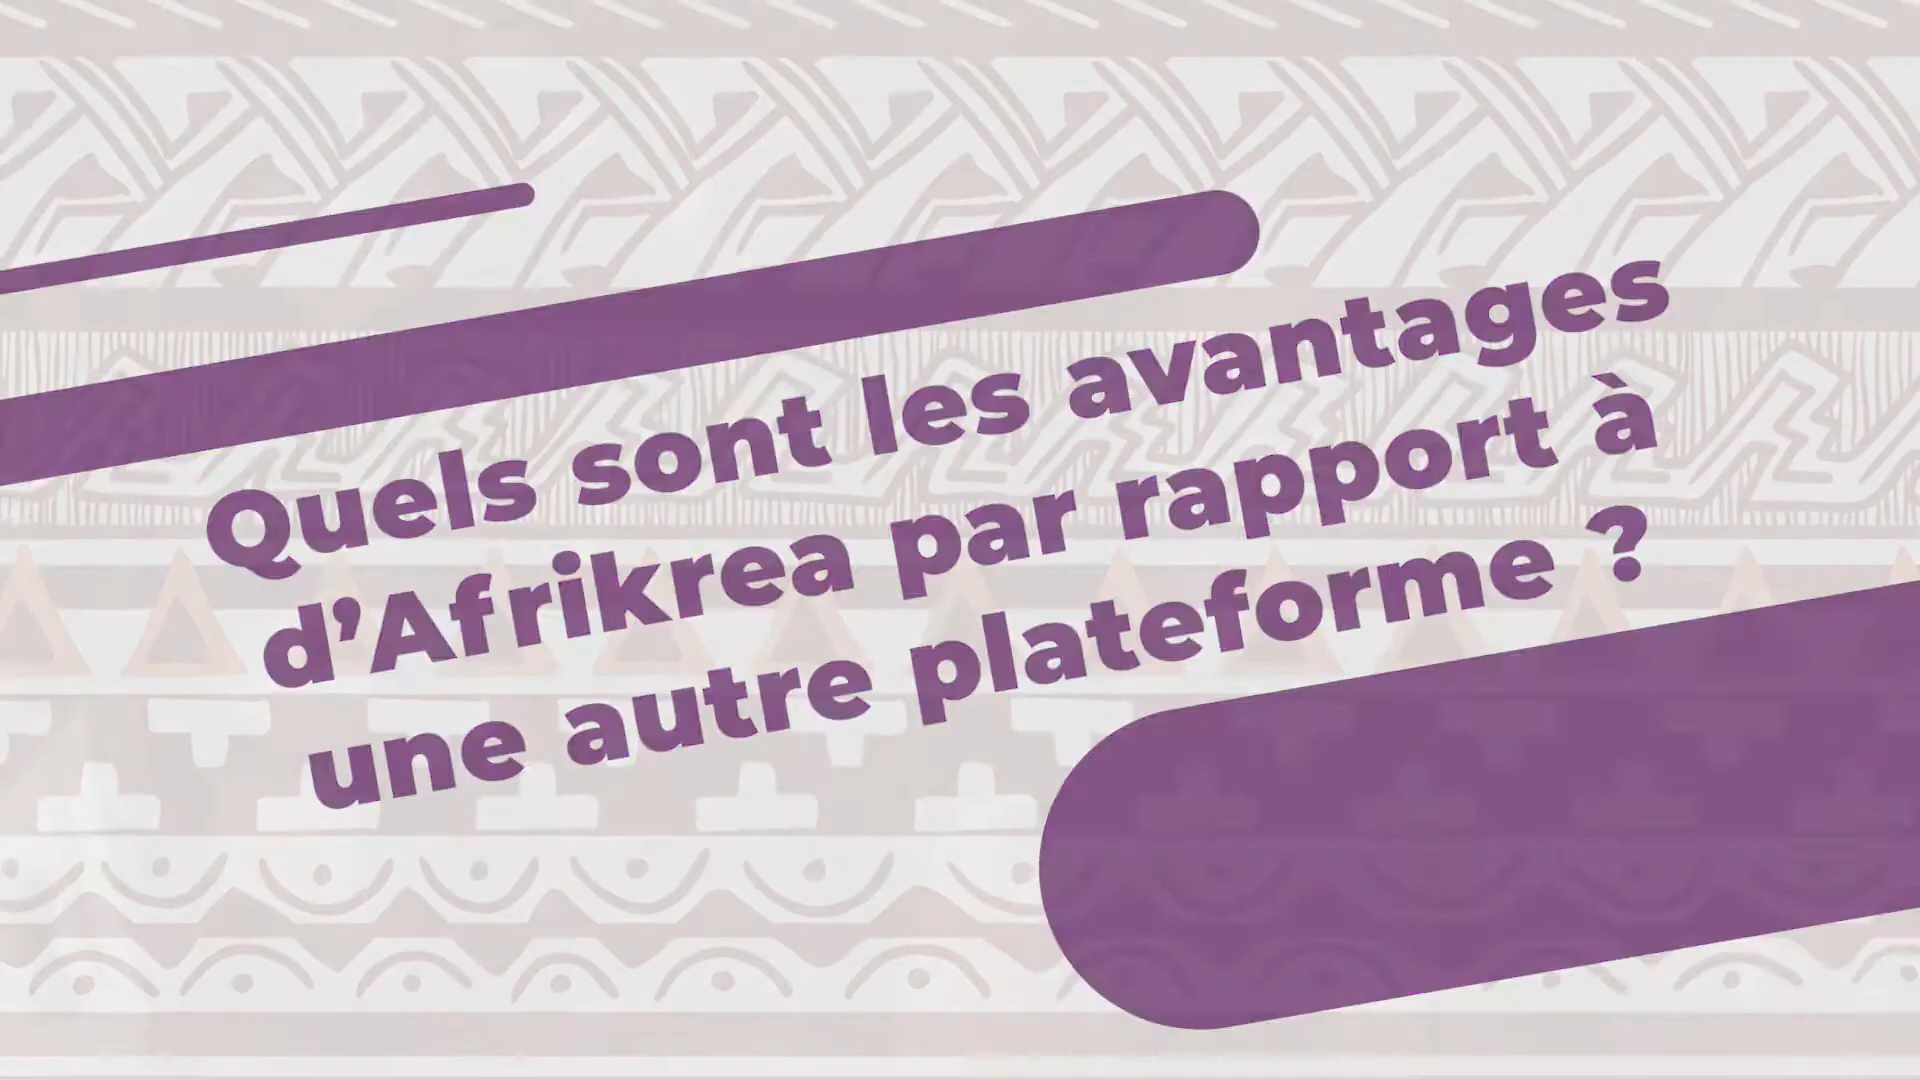 Quels sont les avantages
d’Afrikrea par rapport à
une autre plateforme ?